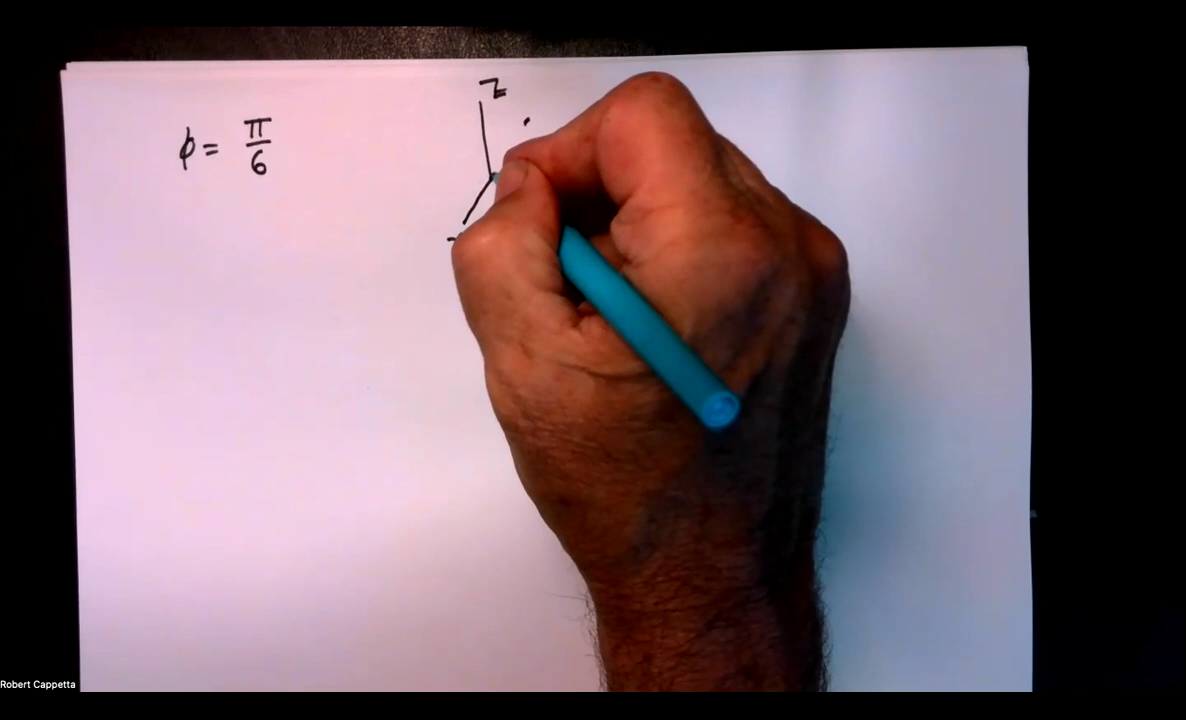 z
ϕ = π/6
Robert Cappetta